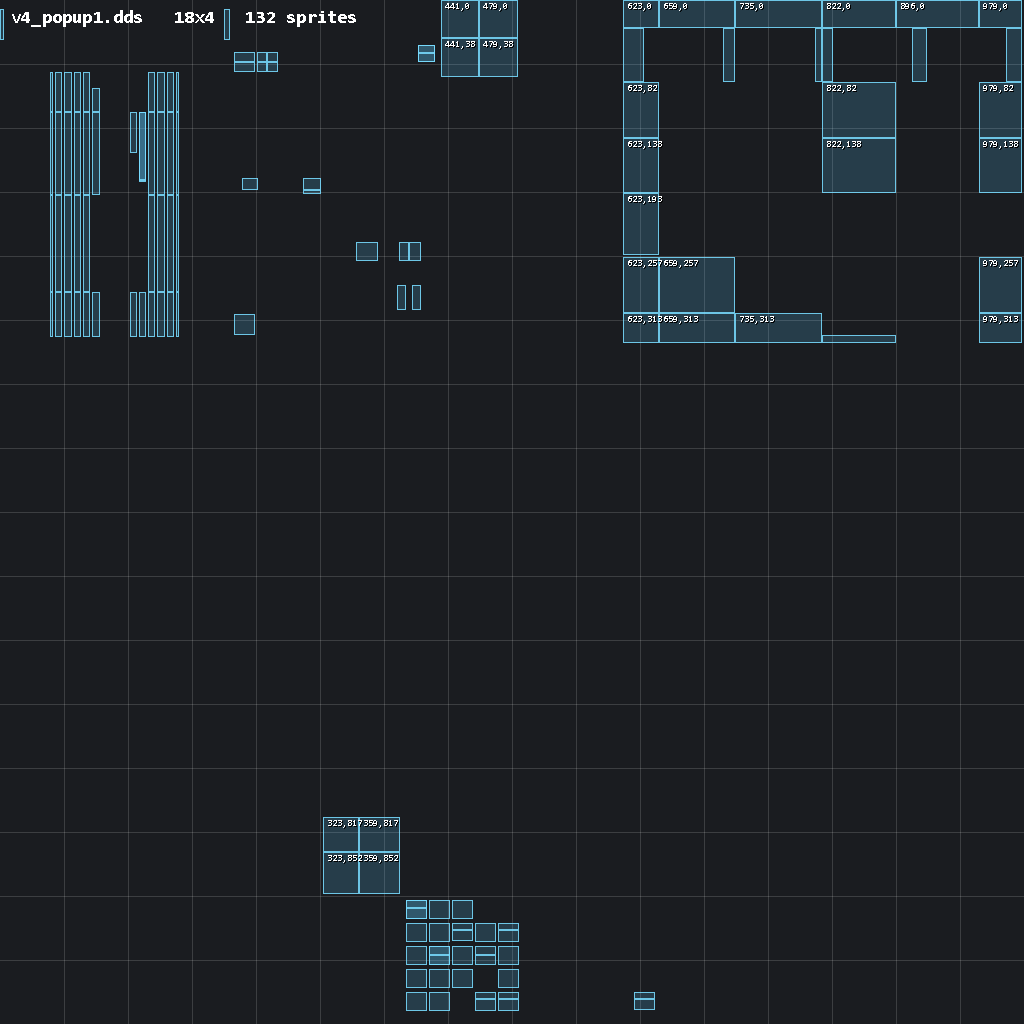 v4_popup1.dds 18x4 132 sprites
441,0 479,0 623,0 659,0 735,0 822,0 896,0 979,0
441,38 479,38
623,82 822,82 979,82
623,138 822,138 979,138
623,193
623,257 659,257 979,257
623,313 659,313 735,313 979,313
323,817 359,817
323,852 359,852